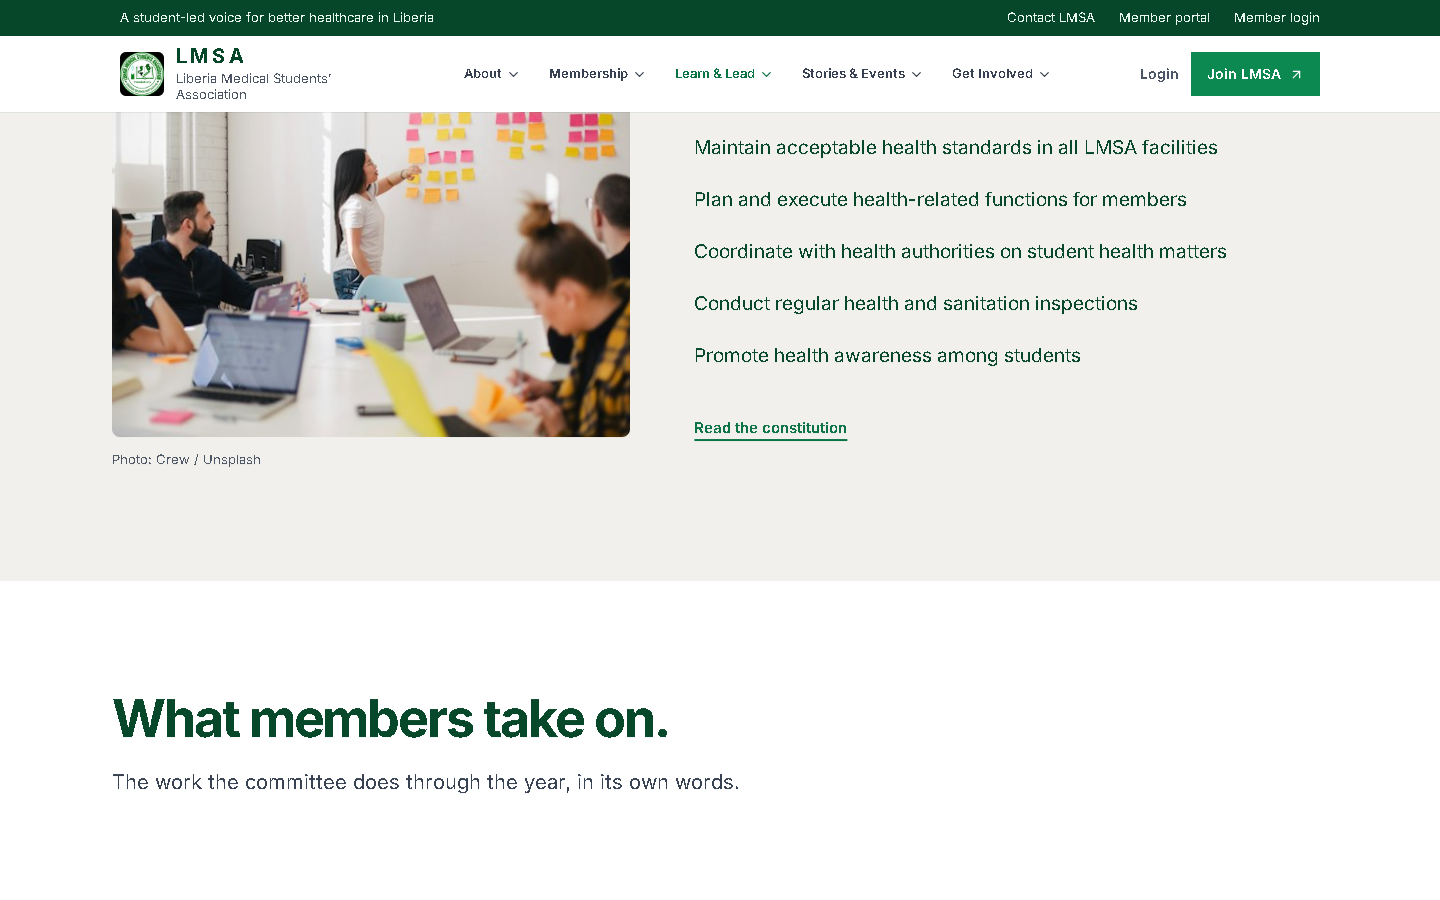 A student-led voice for better healthcare in Liberia
Contact LMSA
Member portal
Member login
LMSA
Liberia Medical Students’
Association
About
Membership
Learn & Lead
Stories & Events
Get Involved
Login
Join LMSA
Maintain acceptable health standards in all LMSA facilities
Plan and execute health-related functions for members
Coordinate with health authorities on student health matters
Conduct regular health and sanitation inspections
Promote health awareness among students
Read the constitution
Photo: Crew / Unsplash
What members take on.
The work the committee does through the year, in its own words.